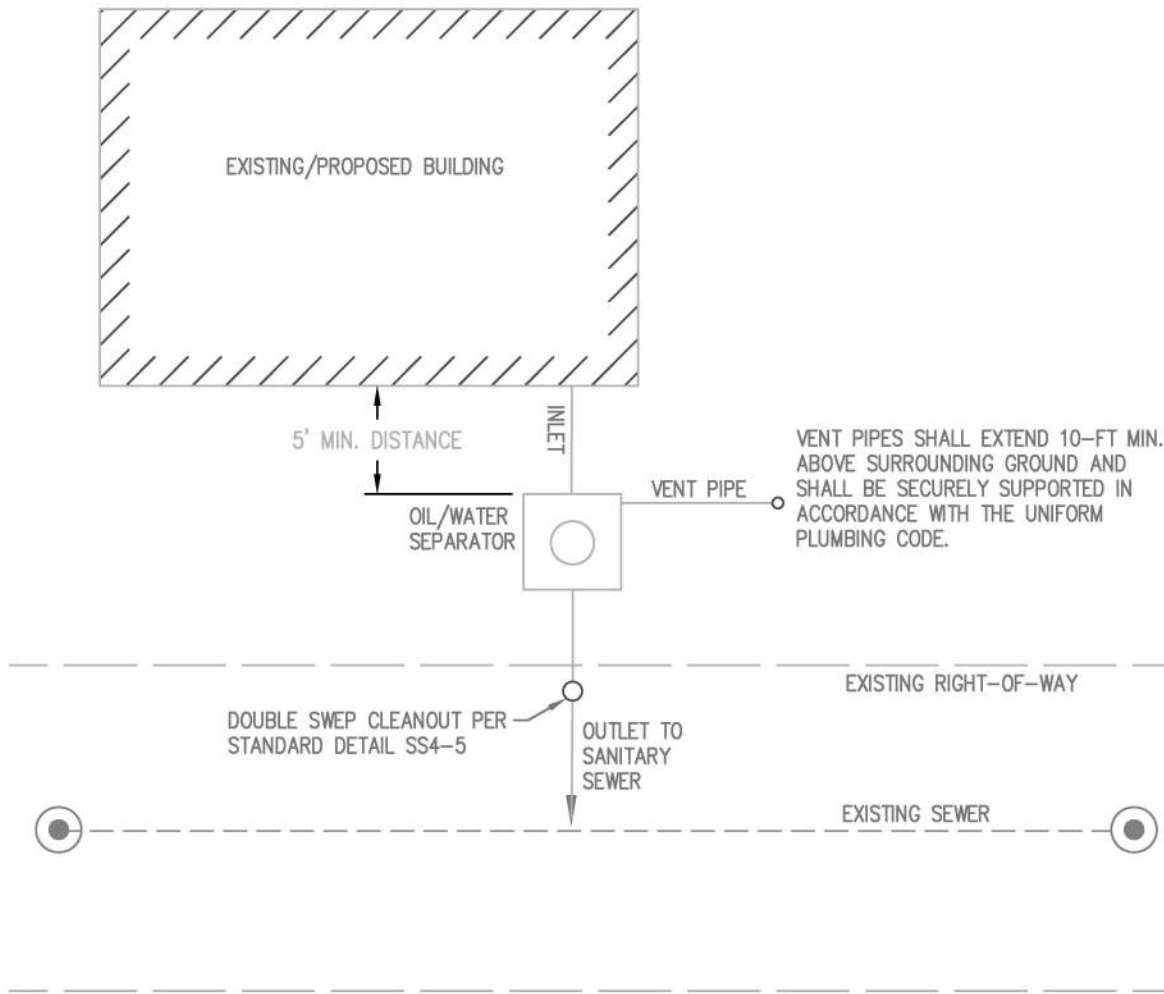 EXISTING/PROPOSED BUILDING
5' MIN. DISTANCE
INLET
VENT PIPES SHALL EXTEND 10-FT MIN.
ABOVE SURROUNDING GROUND AND
SHALL BE SECURELY SUPPORTED IN
ACCORDANCE WITH THE UNIFORM
PLUMBING CODE.
VENT PIPE
OIL/WATER
SEPARATOR
EXISTING RIGHT-OF-WAY
DOUBLE SWEP CLEANOUT PER
STANDARD DETAIL SS4-5
OUTLET TO
SANITARY
SEWER
EXISTING SEWER